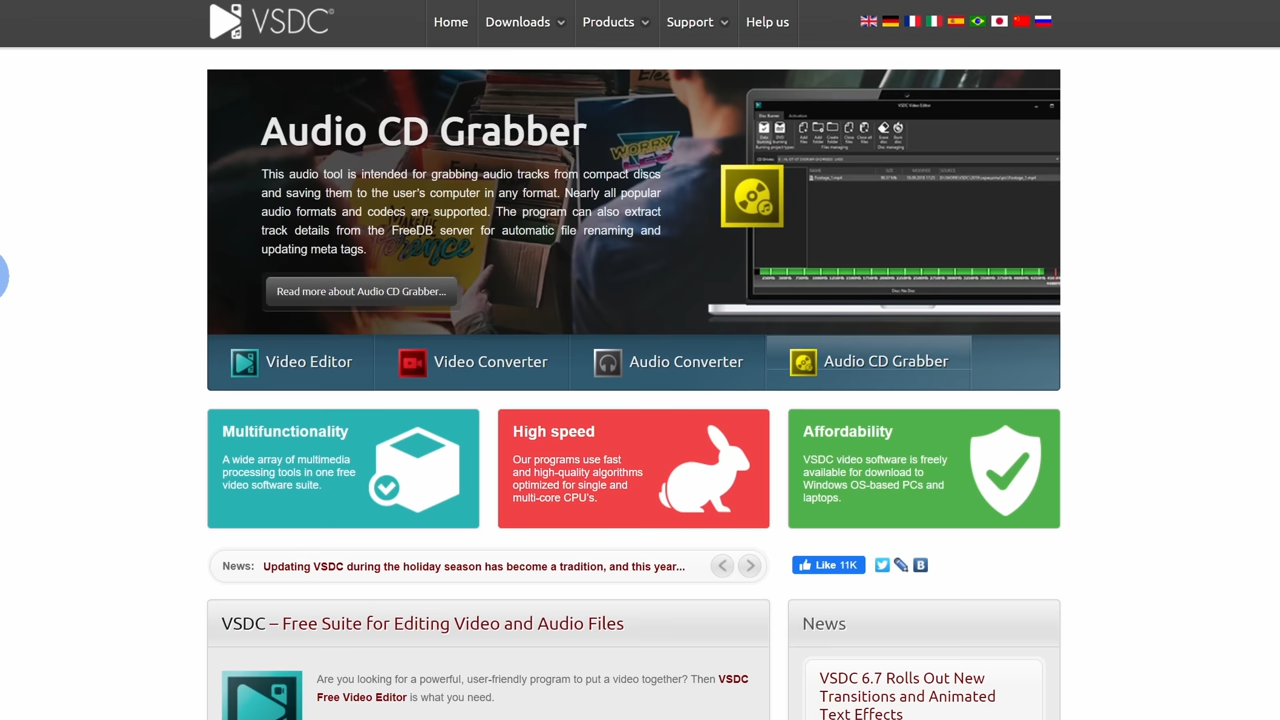 VSDC®
Home
Downloads
Products
Support
Help us
Audio CD Grabber
This audio tool is intended for grabbing audio tracks from compact discs
and saving them to the user's computer in any format. Nearly all popular
audio formats and codecs are supported. The program can also extract
track details from the FreeDB server for automatic file renaming and
updating meta tags.
Read more about Audio CD Grabber...
WORRY
VSDC Video Editor
Video Editor
Video Converter
Audio Converter
Audio CD Grabber
Multifunctionality
A wide array of multimedia
processing tools in one free
video software suite.
High speed
Our programs use fast
and high-quality algorithms
optimized for single and
multi-core CPU's.
Affordability
VSDC video software is freely
available for download to
Windows OS-based PCs and
laptops.
News: Updating VSDC during the holiday season has become a tradition, and this year...
Like 11K
VSDC – Free Suite for Editing Video and Audio Files
Are you looking for a powerful, user-friendly program to put a video together? Then VSDC
Free Video Editor is what you need.
News
VSDC 6.7 Rolls Out New
Transitions and Animated
Text Effects